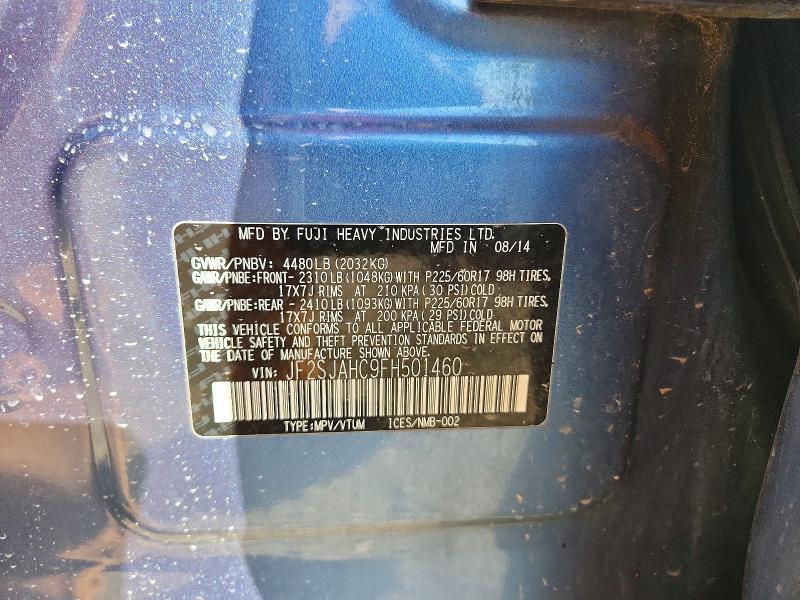 MFD BY FUJI HEAVY INDUSTRIES LTD.
MFD IN 08/14
GVWR/PNBV: 4480LB(2032KG)
GAWR/PNBE:FRONT- 2310LB(1048KG)WITH P225/60R17 98H TIRES,
17X7J RIMS AT 210 KPA(30 PSI)COLD
GAWR/PNBE:REAR - 2410LB(1093KG)WITH P225/60R17 98H TIRES,
17X7J RIMS AT 200 KPA(29 PSI)COLD
THIS VEHICLE CONFORMS TO ALL APPLICABLE FEDERAL MOTOR
VEHICLE SAFETY AND THEFT PREVENTION STANDARDS IN EFFECT ON
THE DATE OF MANUFACTURE SHOWN ABOVE.
VIN: JF2SJAHC9FH501460
TYPE:MPV/VTUM ICES/NMB-002